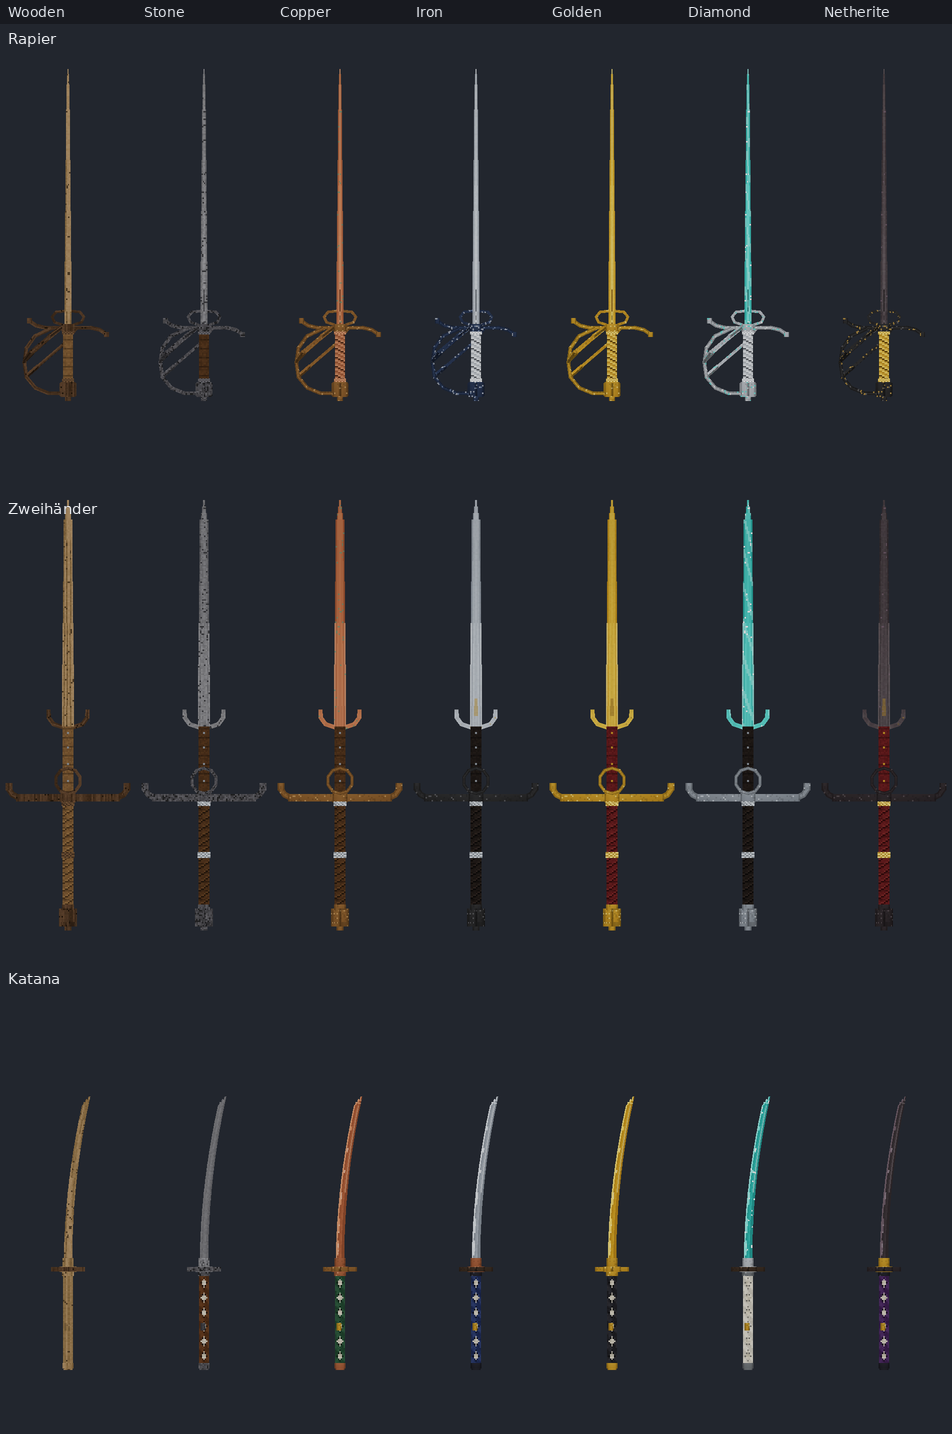 Wooden Stone Copper Iron Golden Diamond Netherite
Rapier
Zweihänder
Katana